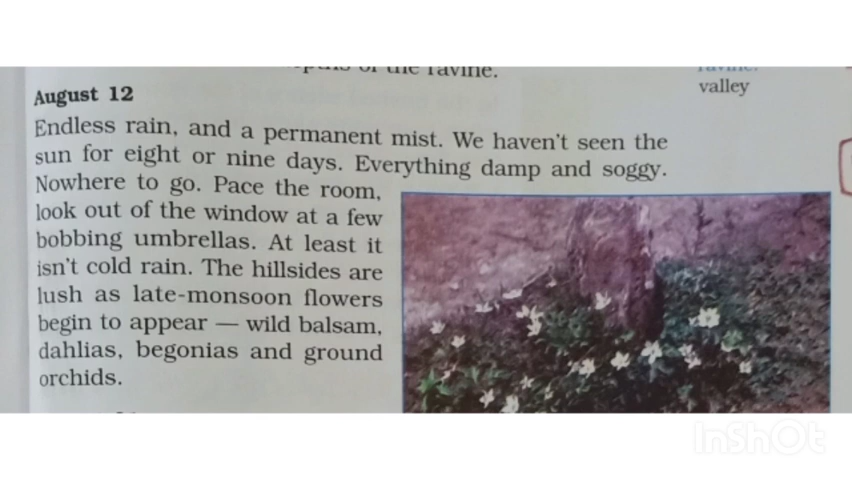 of the ravine.
valley
August 12
Endless rain, and a permanent mist. We haven't seen the
sun for eight or nine days. Everything damp and soggy.
Nowhere to go. Pace the room,
look out of the window at a few
bobbing umbrellas. At least it
isn't cold rain. The hillsides are
lush as late-monsoon flowers
begin to appear — wild balsam,
dahlias, begonias and ground
orchids.
InShOt